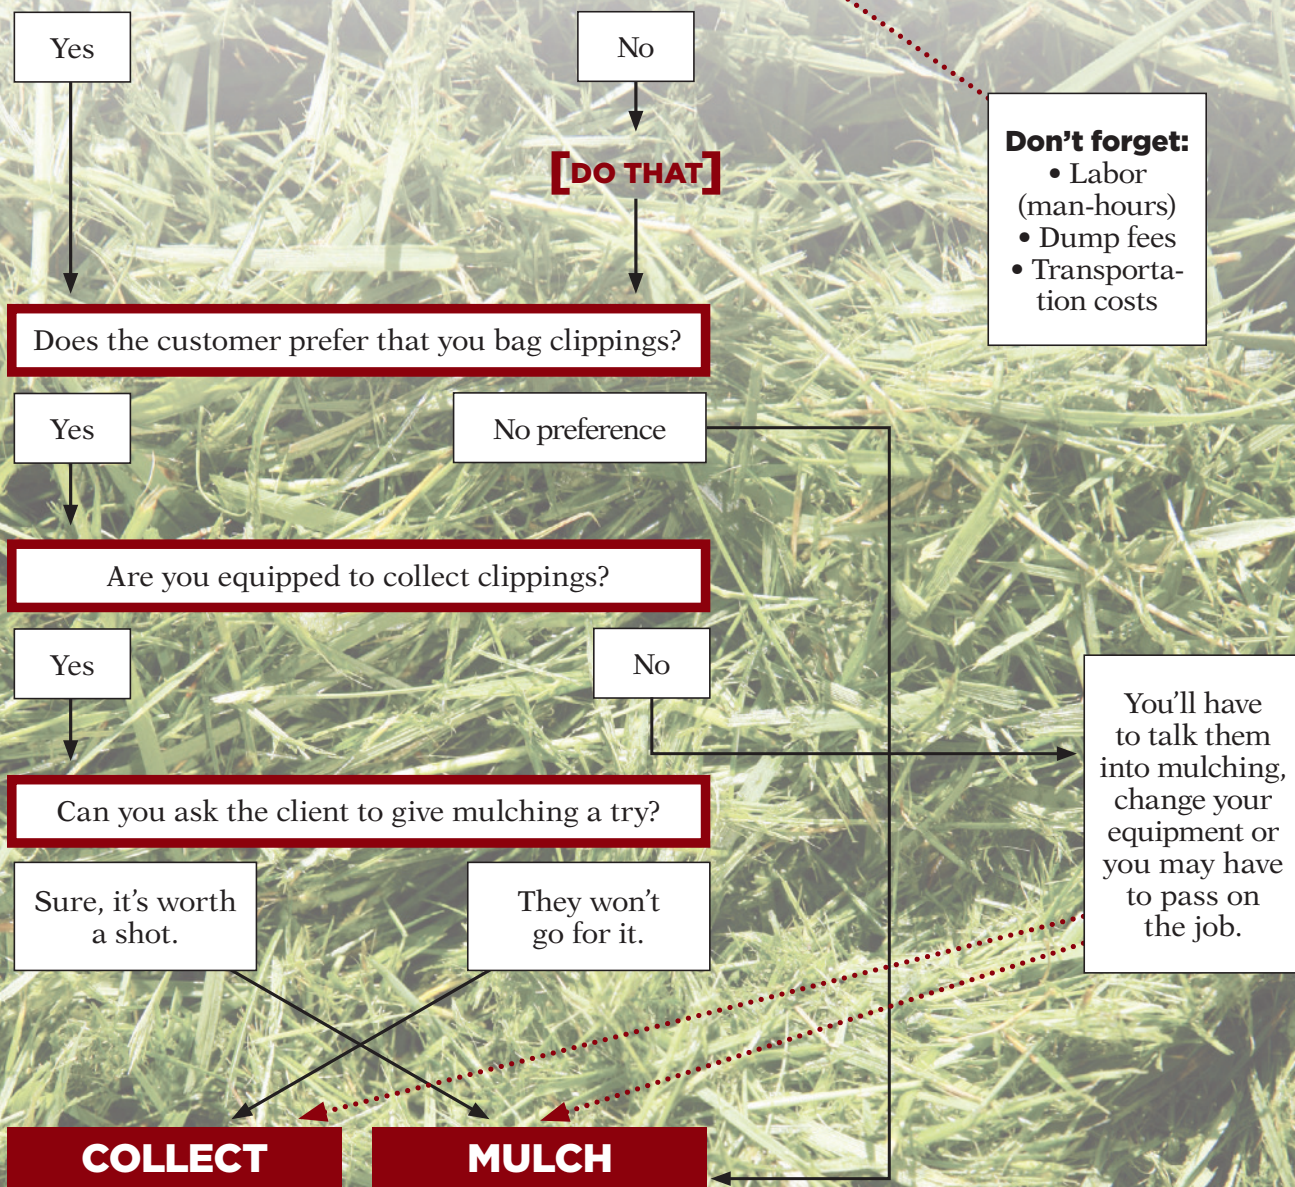 Yes
No
[DO THAT]
Don’t forget:
• Labor
(man-hours)
• Dump fees
• Transporta-
tion costs
Does the customer prefer that you bag clippings?
Yes
No preference
Are you equipped to collect clippings?
Yes
No
You’ll have
to talk them
into mulching,
change your
equipment or
you may have
to pass on
the job.
Can you ask the client to give mulching a try?
Sure, it’s worth
a shot.
They won’t
go for it.
COLLECT
MULCH